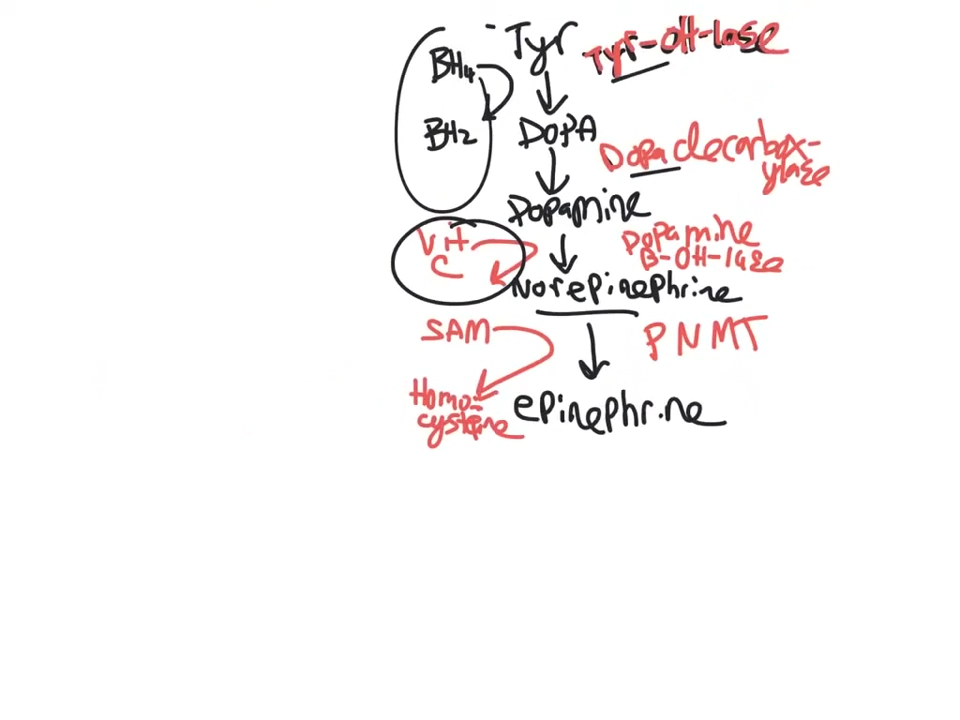 Tyr Tyr-OH-lase
BH4
BH2 DOPA
Dopa decarbox-
ylase
Dopamine
Vit
C
Dopamine
B-OH-lase
Norepinephrine
SAM PNMT
Homo-
cysteine
epinephrine